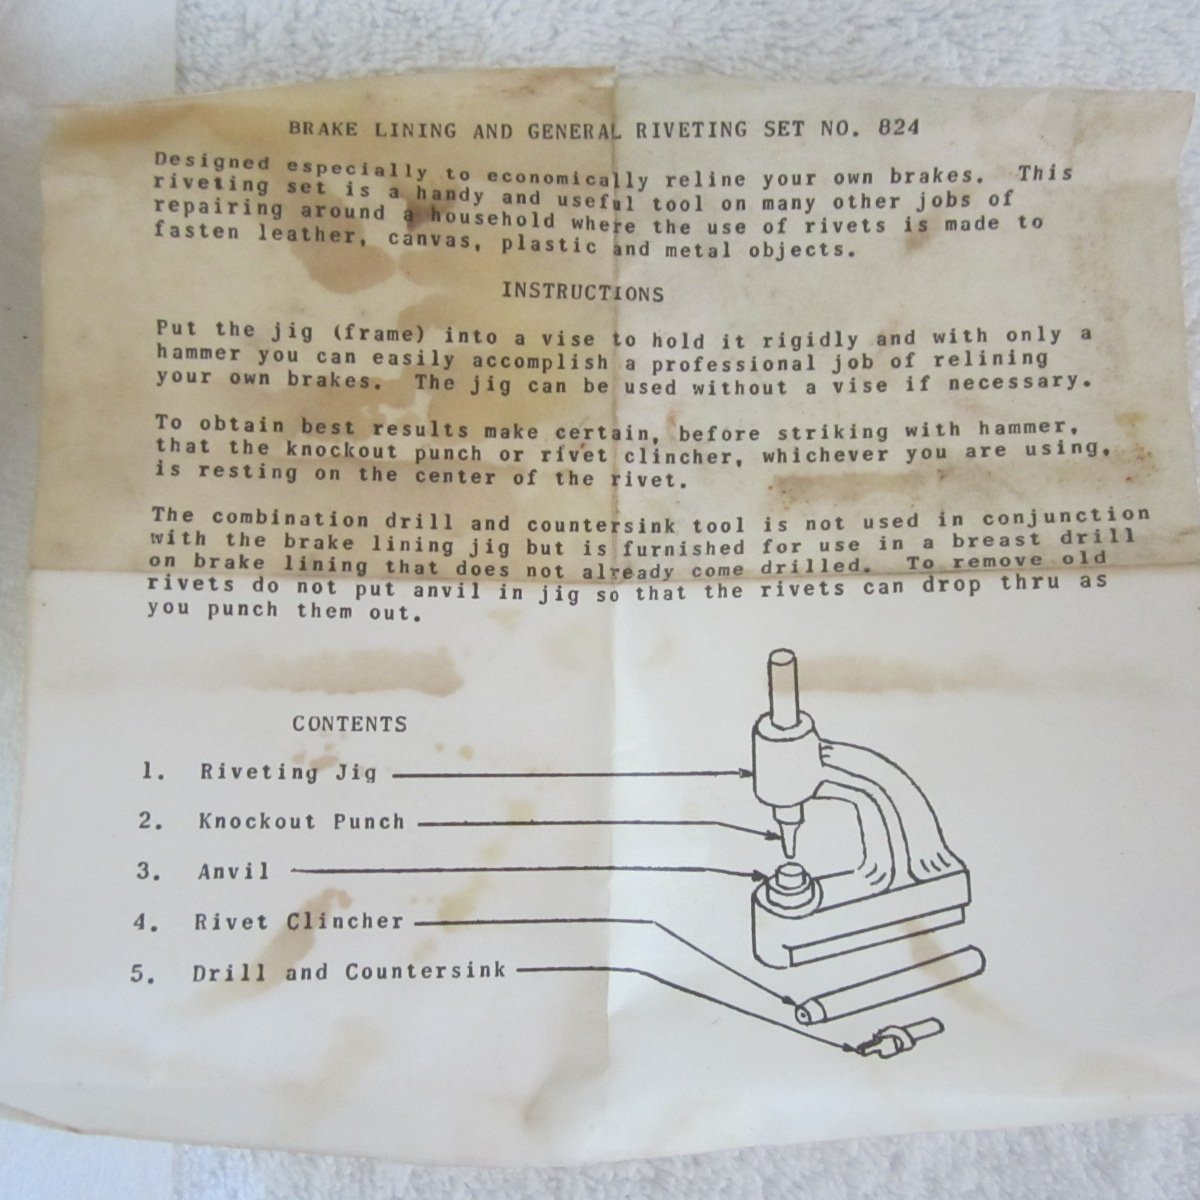 BRAKE LINING AND GENERAL RIVETING SET NO. 824
Designed especially to economically reline your own brakes. This
riveting set is a handy and useful tool on many other jobs of
repairing around a household where the use of rivets is made to
fasten leather, canvas, plastic and metal objects.
INSTRUCTIONS
Put the jig (frame) into a vise to hold it rigidly and with only a
hammer you can easily accomplish a professional job of relining
your own brakes. The jig can be used without a vise if necessary.
To obtain best results make certain, before striking with hammer,
that the knockout punch or rivet clincher, whichever you are using,
is resting on the center of the rivet.
The combination drill and countersink tool is not used in conjunction
with the brake lining jig but is furnished for use in a breast drill
on brake lining that does not already come drilled. To remove old
rivets do not put anvil in jig so that the rivets can drop thru as
you punch them out.
CONTENTS
1. Riveting Jig
2. Knockout Punch
3. Anvil
4. Rivet Clincher
5. Drill and Countersink